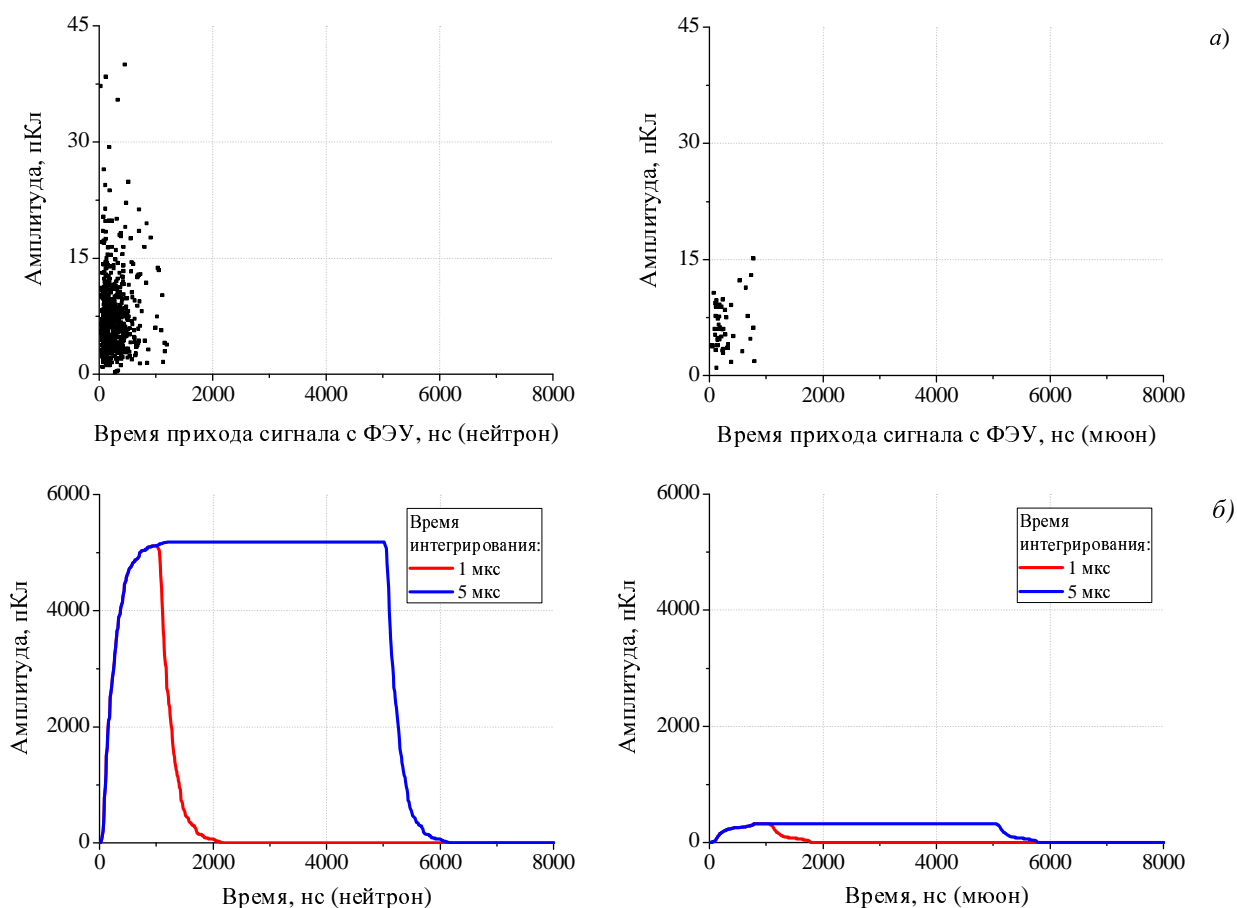 45
30
15
0
Амплитуда, пКл
0 2000 4000 6000 8000
Время прихода сигнала с ФЭУ, нс (нейтрон)
45
30
15
0
Амплитуда, пКл
0 2000 4000 6000 8000
Время прихода сигнала с ФЭУ, нс (мюон)
а)
6000
4000
2000
0
Амплитуда, пКл
Время
интегрирования:
1 мкс
5 мкс
0 2000 4000 6000 8000
Время, нс (нейтрон)
6000
4000
2000
0
Амплитуда, пКл
Время
интегрирования:
1 мкс
5 мкс
0 2000 4000 6000 8000
Время, нс (мюон)
б)